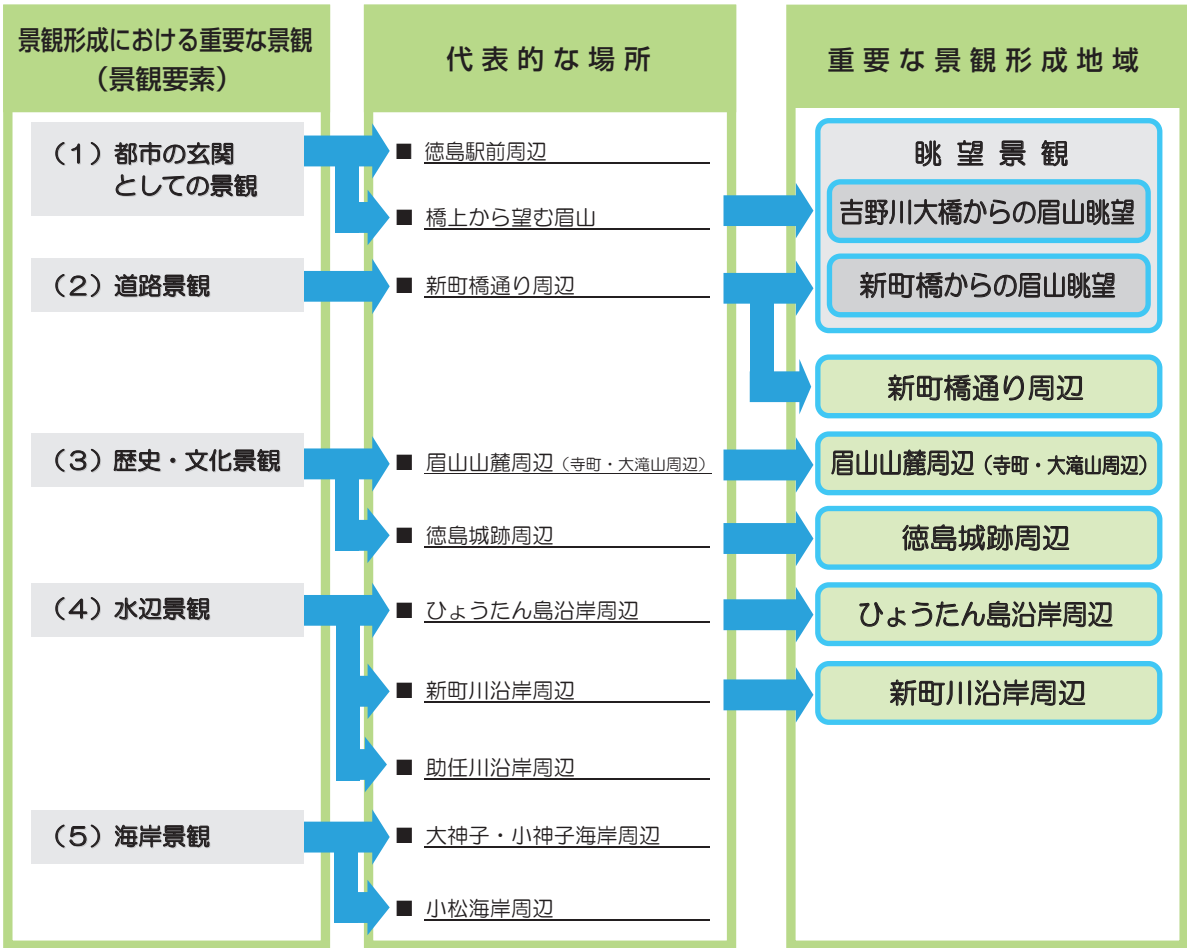 景観形成における重要な景観
（景観要素）
（1）都市の玄関
としての景観
（2）道路景観
（3）歴史・文化景観
（4）水辺景観
（5）海岸景観
代表的な場所
■ 徳島駅前周辺
■ 橋上から望む眉山
■ 新町橋通り周辺
■ 眉山山麓周辺（寺町・大滝山周辺）
■ 徳島城跡周辺
■ ひょうたん島沿岸周辺
■ 新町川沿岸周辺
■ 助任川沿岸周辺
■ 大神子・小神子海岸周辺
■ 小松海岸周辺
重要な景観形成地域
眺望景観
吉野川大橋からの眉山眺望
新町橋からの眉山眺望
新町橋通り周辺
眉山山麓周辺（寺町・大滝山周辺）
徳島城跡周辺
ひょうたん島沿岸周辺
新町川沿岸周辺